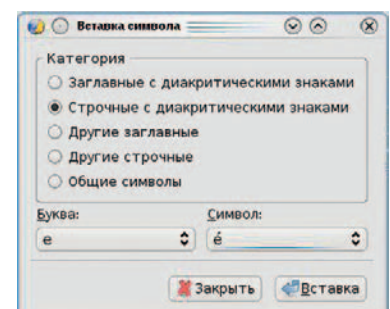 Вставка символа
Категория
Заглавные с диакритическими знаками
Строчные с диакритическими знаками
Другие заглавные
Другие строчные
Общие символы
Буква: Символ:
е é
Закрыть Вставка